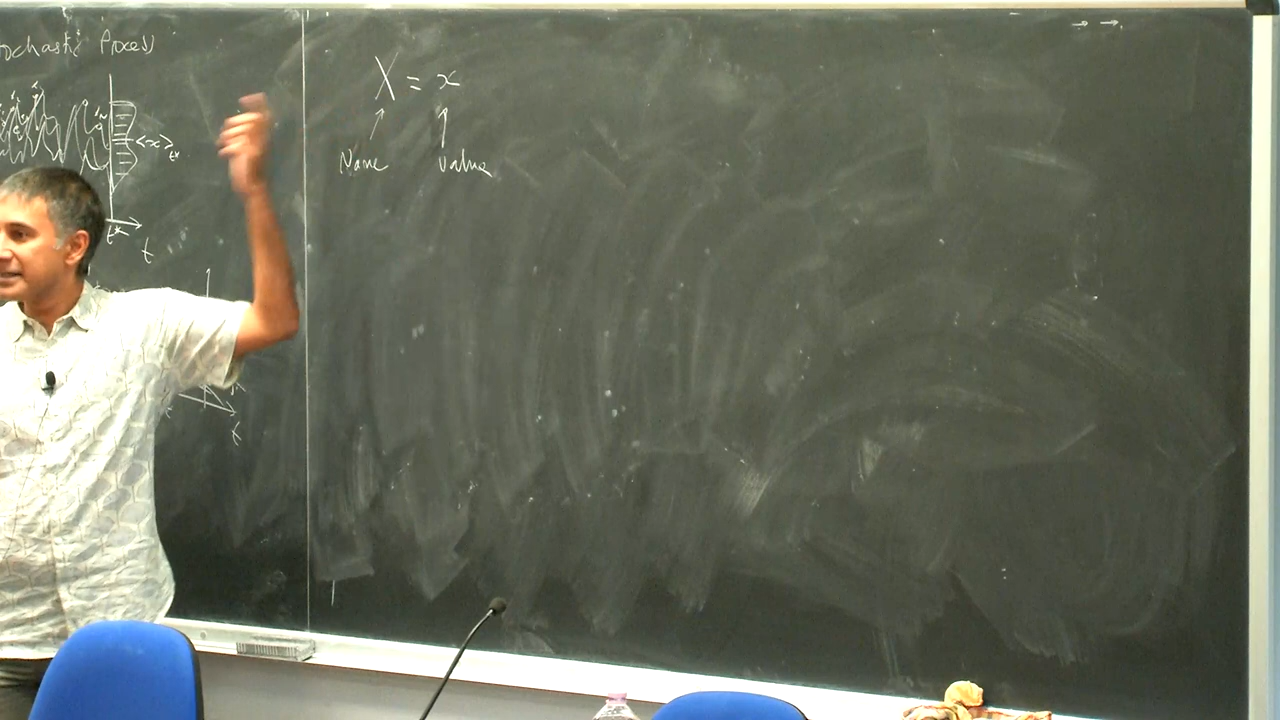 ochastic Process
<x>t*
t*
t
X = x
Name Value